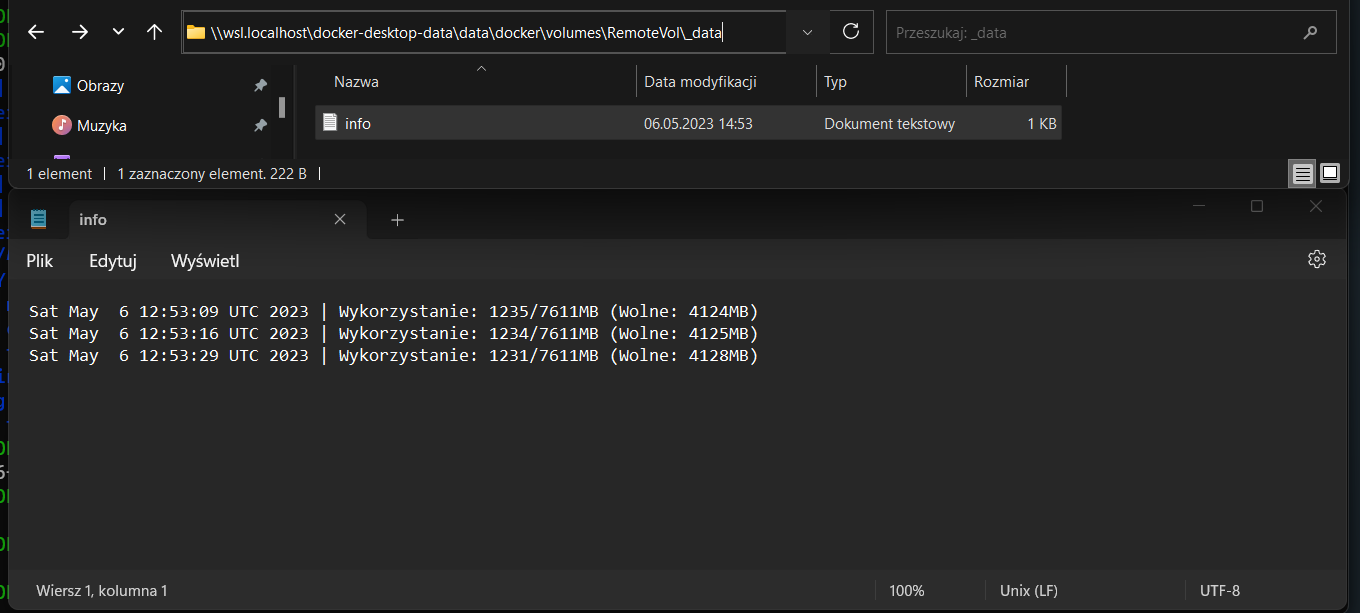 \\wsl.localhost\docker-desktop-data\data\docker\volumes\RemoteVol\_data
Przeszukaj: _data
Obrazy
Muzyka
Nazwa Data modyfikacji Typ Rozmiar
info 06.05.2023 14:53 Dokument tekstowy 1 KB
1 element 1 zaznaczony element. 222 B
info
Plik Edytuj Wyświetl
Sat May  6 12:53:09 UTC 2023 | Wykorzystanie: 1235/7611MB (Wolne: 4124MB)
Sat May  6 12:53:16 UTC 2023 | Wykorzystanie: 1234/7611MB (Wolne: 4125MB)
Sat May  6 12:53:29 UTC 2023 | Wykorzystanie: 1231/7611MB (Wolne: 4128MB)
Wiersz 1, kolumna 1 100% Unix (LF) UTF-8